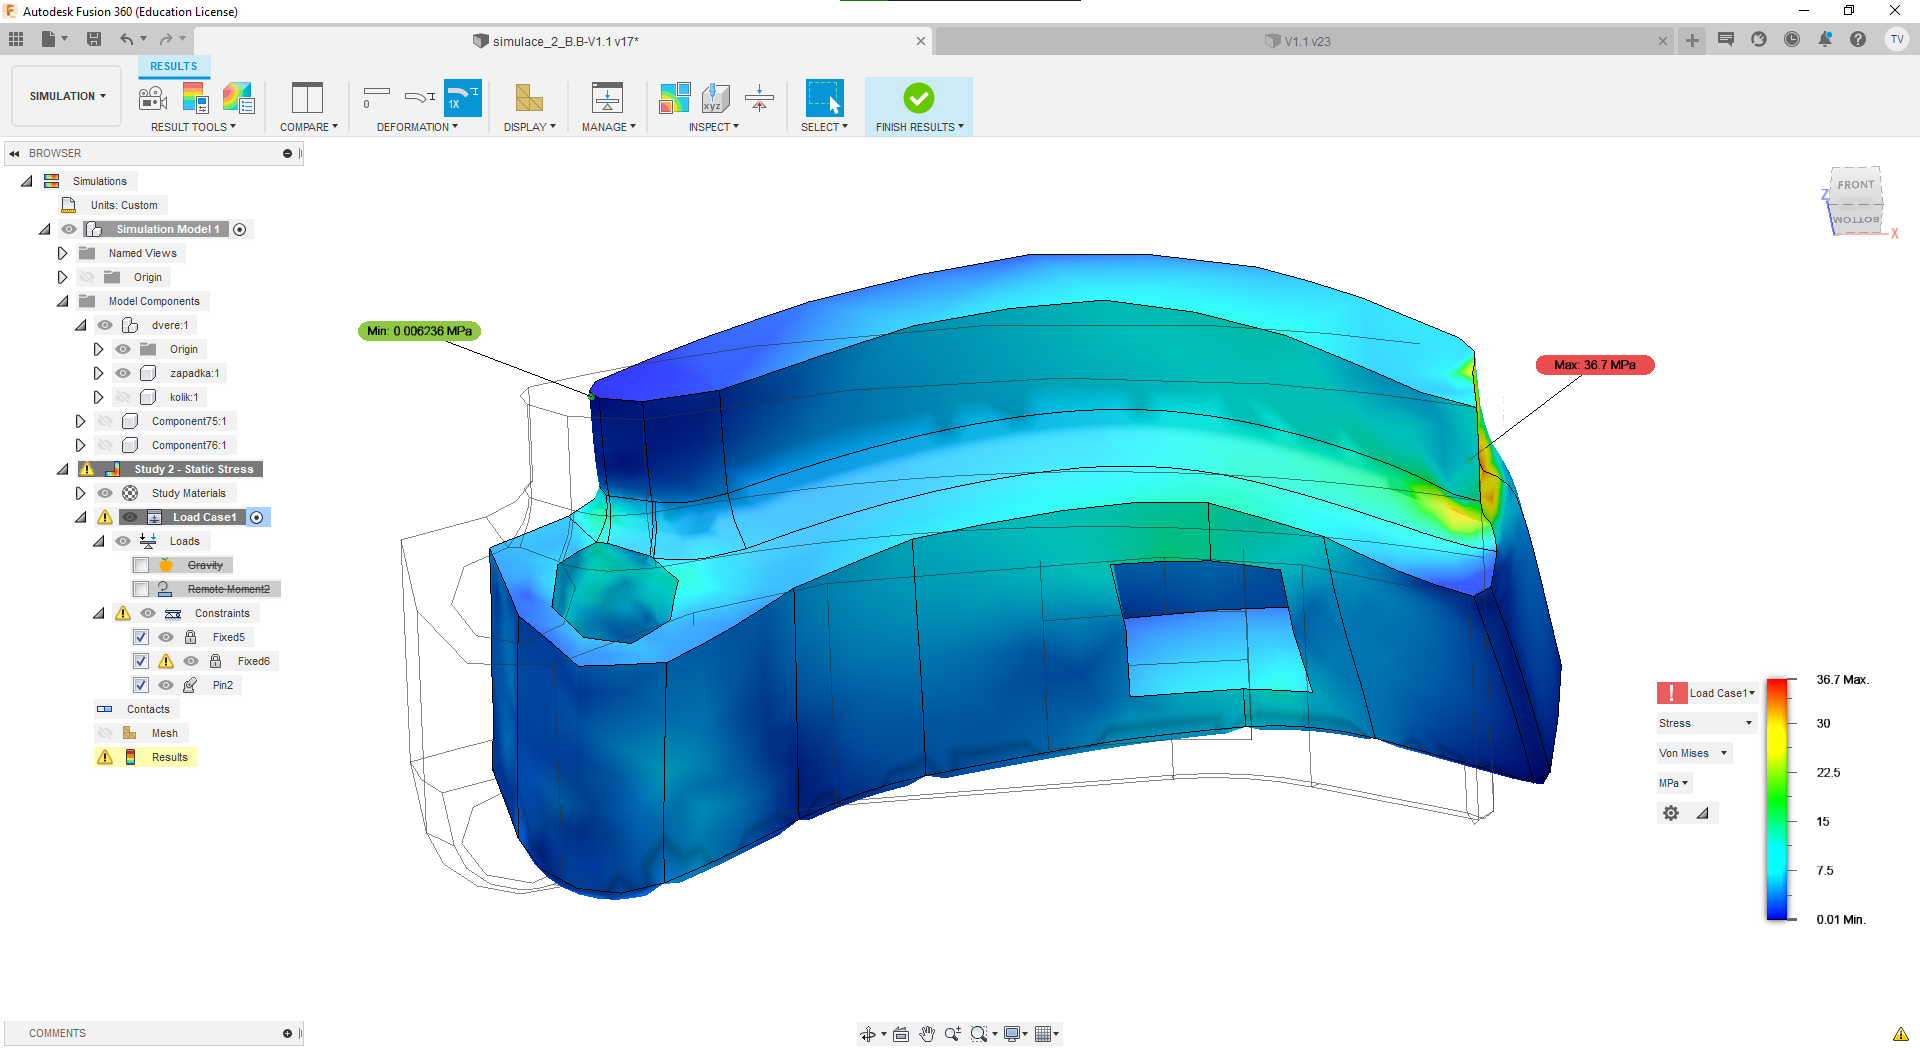 Autodesk Fusion 360 (Education License)
simulace_2_B.B-V1.1 v17*
V1.1 v23
TV
RESULTS
SIMULATION
0
1X
xyz
RESULT TOOLS
COMPARE
DEFORMATION
DISPLAY
MANAGE
INSPECT
SELECT
FINISH RESULTS
BROWSER
Simulations
Units: Custom
Simulation Model 1
Named Views
Origin
Model Components
dvere:1
Origin
zapadka:1
kolik:1
Component75:1
Component76:1
Study 2 - Static Stress
Study Materials
Load Case1
Loads
Gravity
Remote Moment2
Constraints
Fixed5
Fixed6
Pin2
Contacts
Mesh
Results
Min: 0.006236 MPa
Max: 36.7 MPa
FRONT
BOTTOM
Z
X
Load Case1
Stress
Von Mises
MPa
36.7 Max.
30
22.5
15
7.5
0.01 Min.
COMMENTS